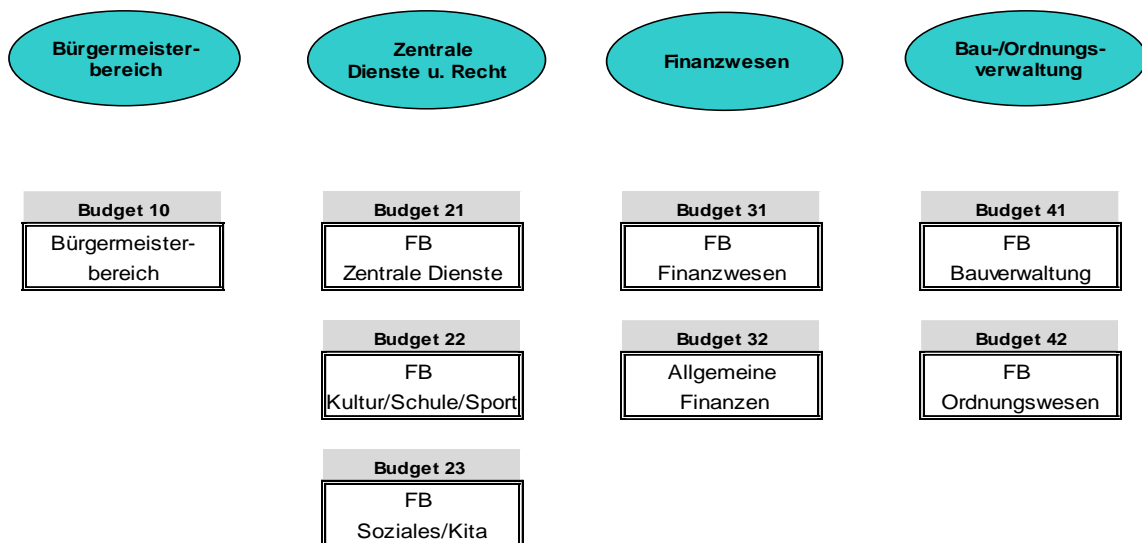 Bürgermeister-
bereich
Zentrale
Dienste u. Recht
Finanzwesen
Bau-/Ordnungs-
verwaltung
Budget 10
Bürgermeister-
bereich
Budget 21
FB
Zentrale Dienste
Budget 31
FB
Finanzwesen
Budget 41
FB
Bauverwaltung
Budget 22
FB
Kultur/Schule/Sport
Budget 32
Allgemeine
Finanzen
Budget 42
FB
Ordnungswesen
Budget 23
FB
Soziales/Kita